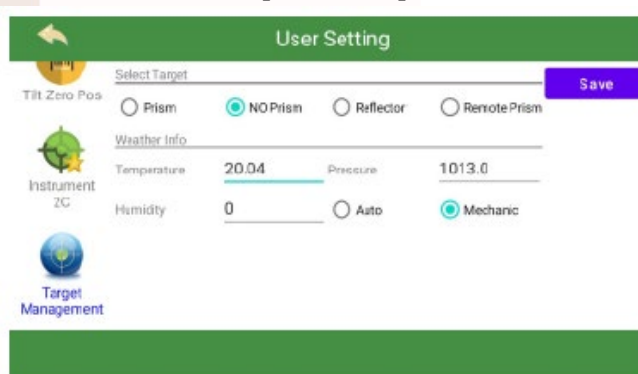 User Setting
Tilt Zero Pos
Select Target
Save
Prism NO Prism Reflector Remote Prism
Weather Info
Temperature 20.04 Pressure 1013.0
Instrument
ZC
Humidity 0 Auto Mechanic
Target
Management